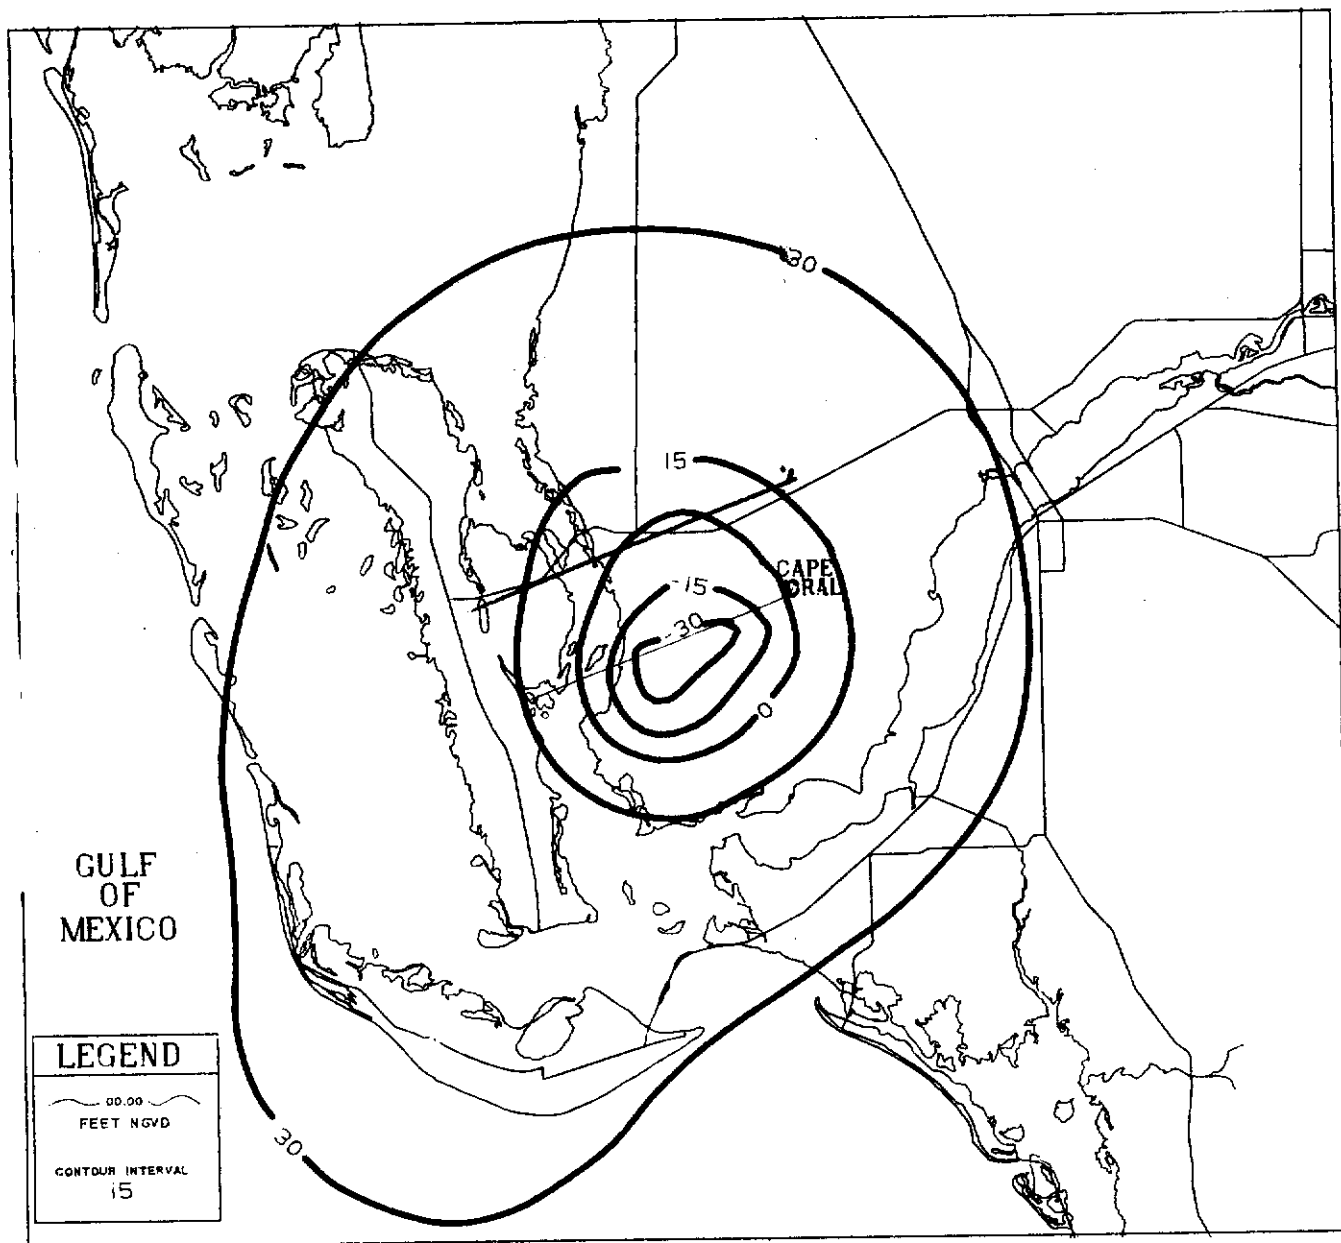 30
15
CAPE
CORAL
-15
-30
0
GULF
OF
MEXICO
LEGEND
00.00
FEET NGVD
CONTOUR INTERVAL
15
30